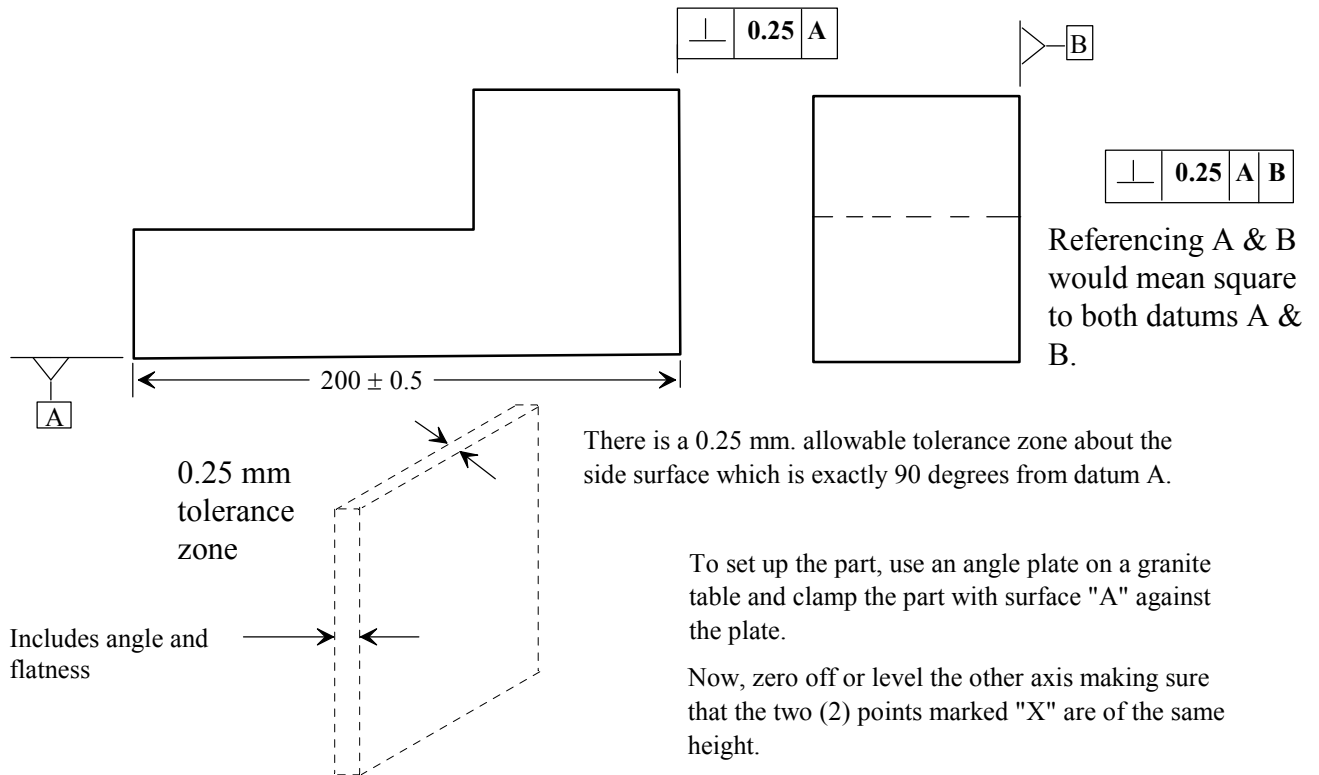 ⊥ 0.25 A
B
⊥ 0.25 A B
Referencing A & B
would mean square
to both datums A &
B.
200 ± 0.5
A
There is a 0.25 mm. allowable tolerance zone about the
side surface which is exactly 90 degrees from datum A.
0.25 mm
tolerance
zone
To set up the part, use an angle plate on a granite
table and clamp the part with surface "A" against
the plate.
Includes angle and
flatness
Now, zero off or level the other axis making sure
that the two (2) points marked "X" are of the same
height.